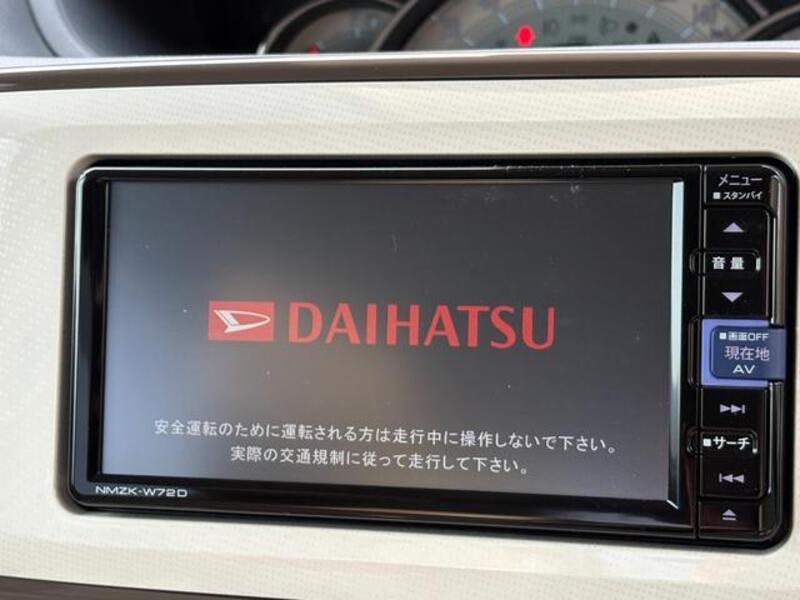 メニュー
■スタンバイ
音量
■画面OFF
現在地
AV
DAIHATSU
■サーチ
安全運転のために運転される方は走行中に操作しないで下さい。
実際の交通規制に従って走行して下さい。
NMZK-W72D